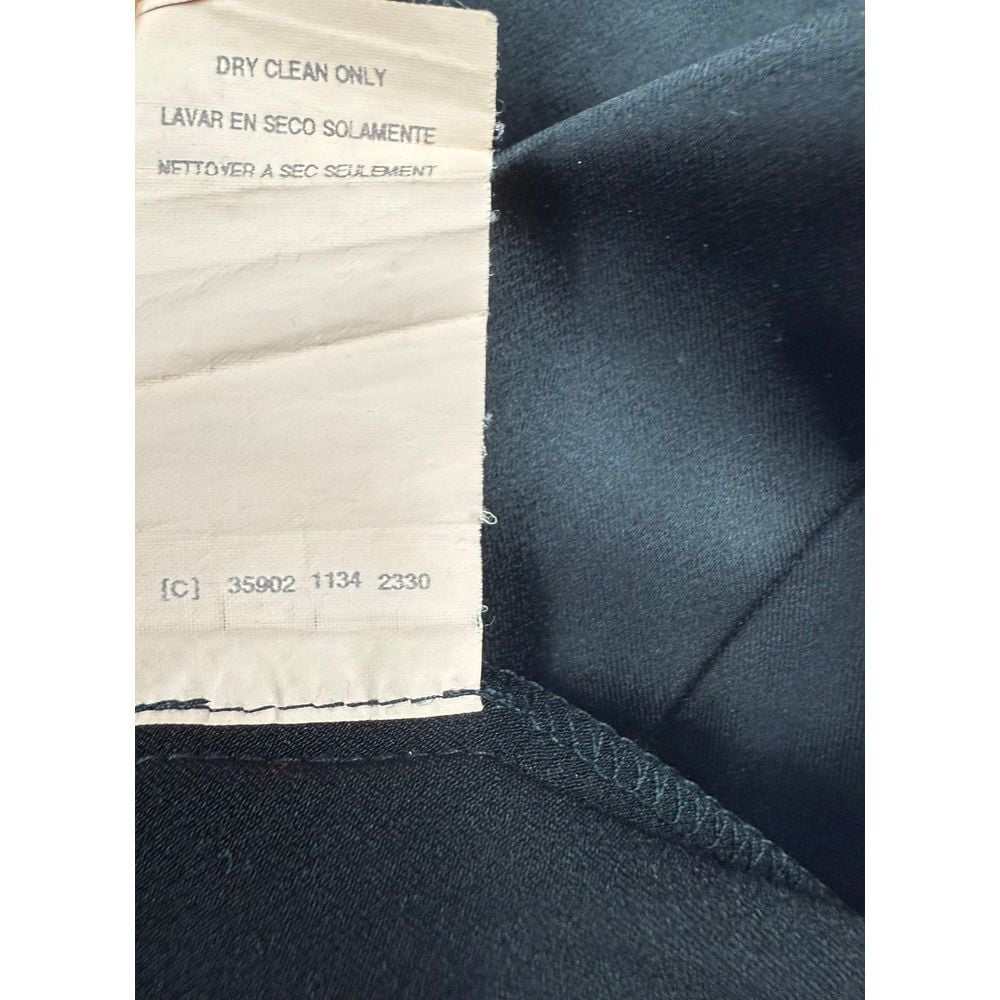 DRY CLEAN ONLY
LAVAR EN SECO SOLAMENTE
NETTOYER A SEC SEULEMENT
[C] 35902 1134 2330